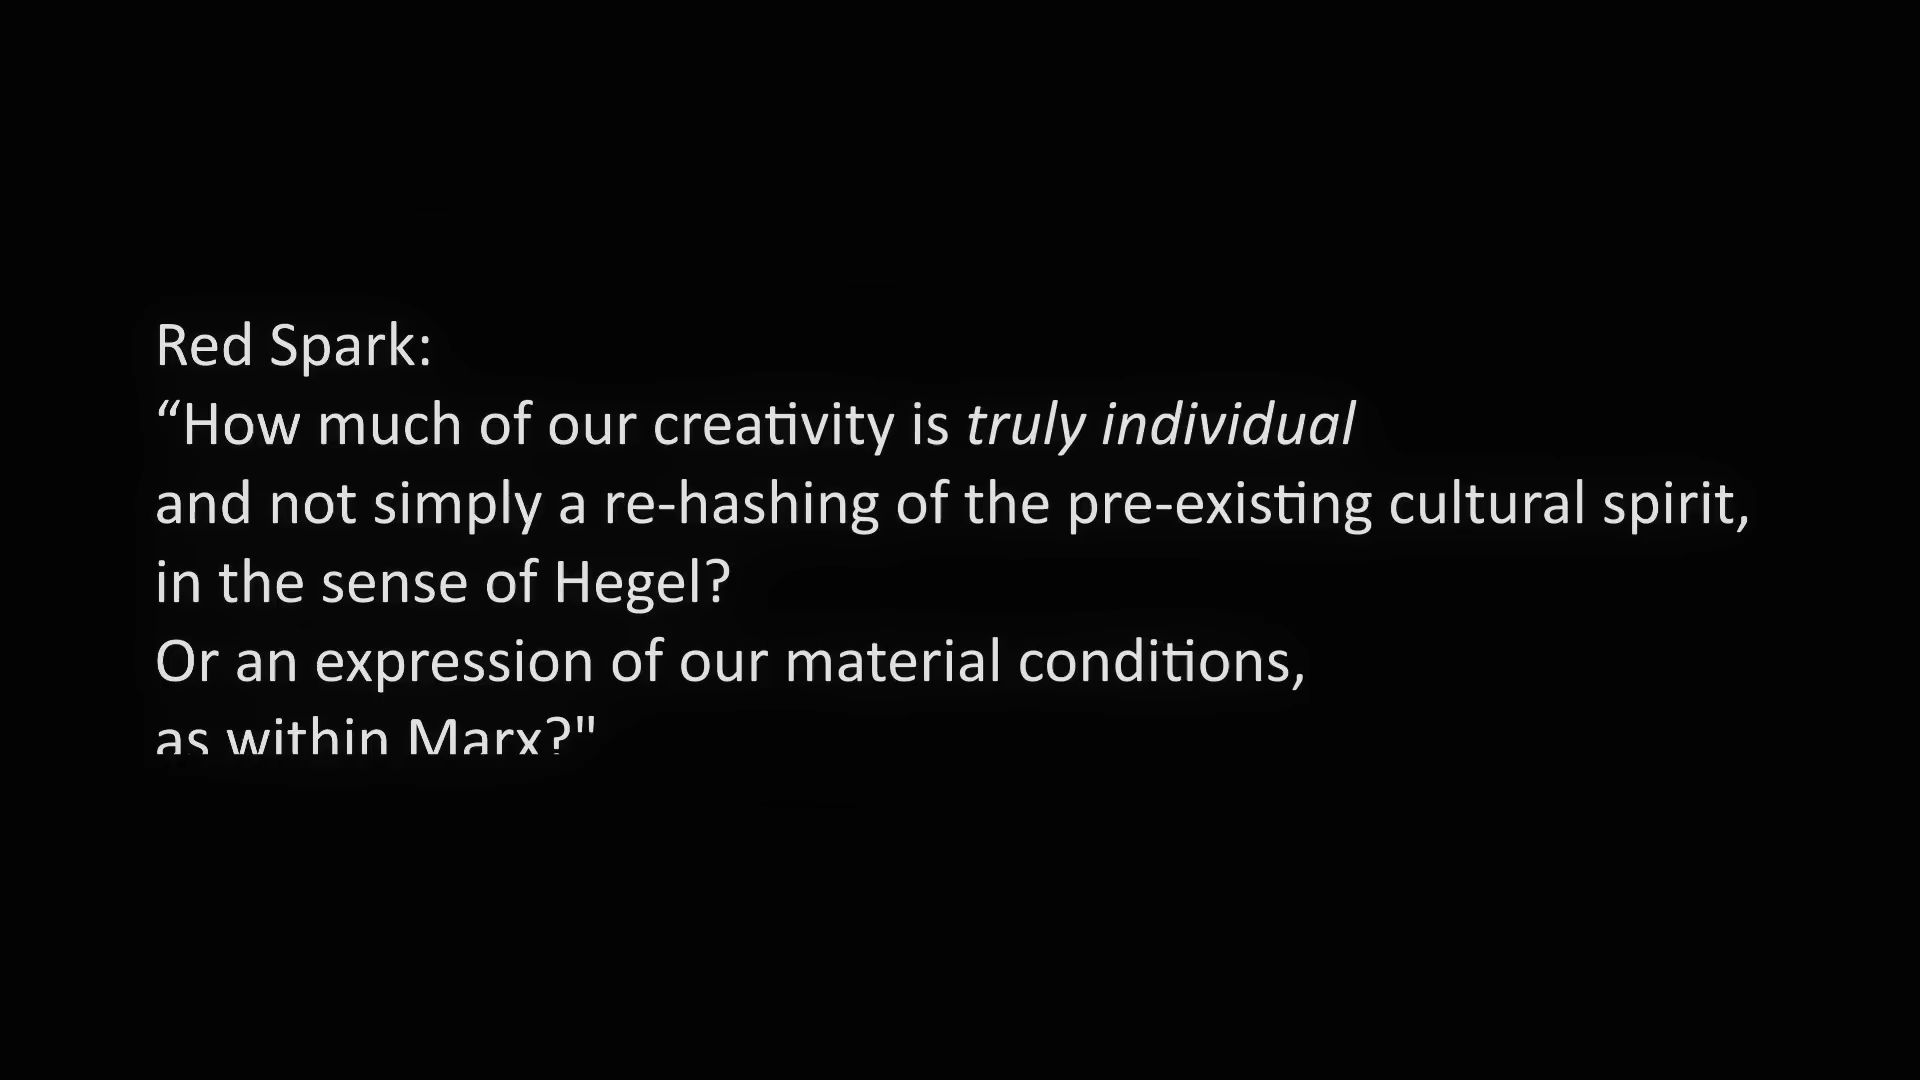 Red Spark:
“How much of our creativity is truly individual
and not simply a re-hashing of the pre-existing cultural spirit,
in the sense of Hegel?
Or an expression of our material conditions,
as within Marx?"